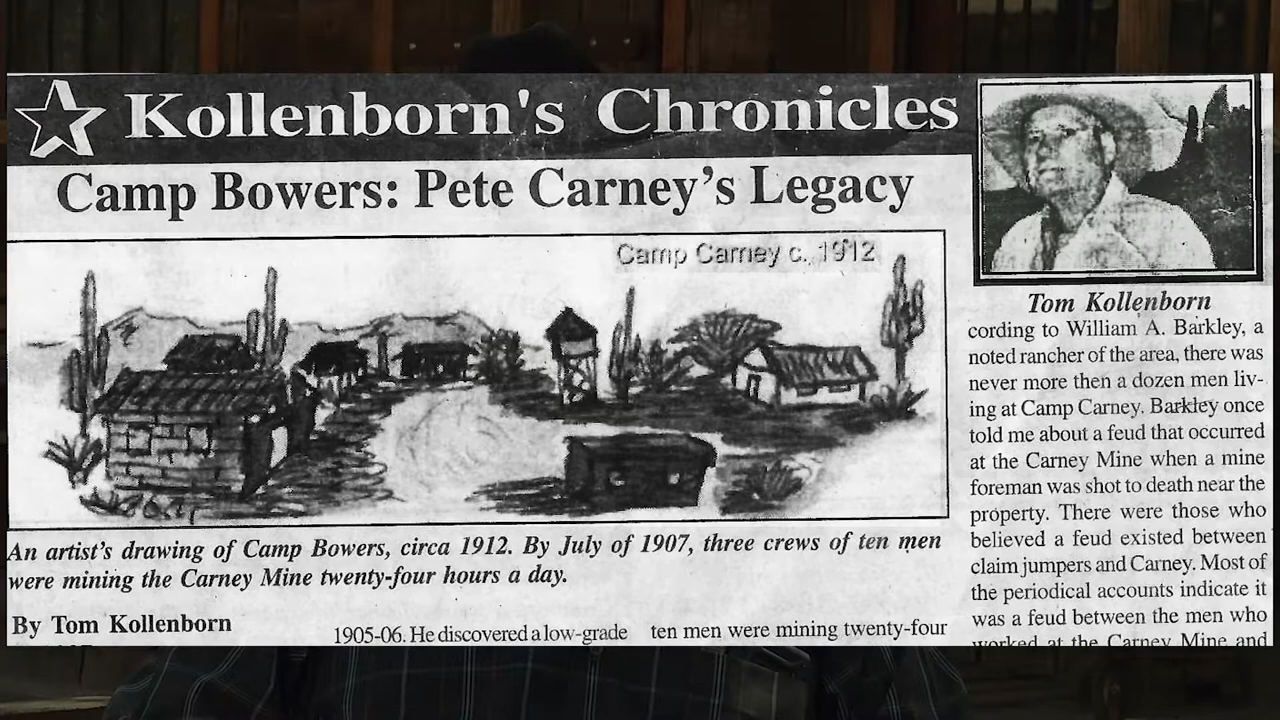 Kollenborn's Chronicles
Camp Bowers: Pete Carney's Legacy
Camp Carney c. 1912
An artist's drawing of Camp Bowers, circa 1912. By July of 1907, three crews of ten men
were mining the Carney Mine twenty-four hours a day.
By Tom Kollenborn
1905-06. He discovered a low-grade
ten men were mining twenty-four
Tom Kollenborn
cording to William A. Barkley, a
noted rancher of the area, there was
never more then a dozen men liv-
ing at Camp Carney. Barkley once
told me about a feud that occurred
at the Carney Mine when a mine
foreman was shot to death near the
property. There were those who
believed a feud existed between
claim jumpers and Carney. Most of
the periodical accounts indicate it
was a feud between the men who
worked at the Carney Mine and